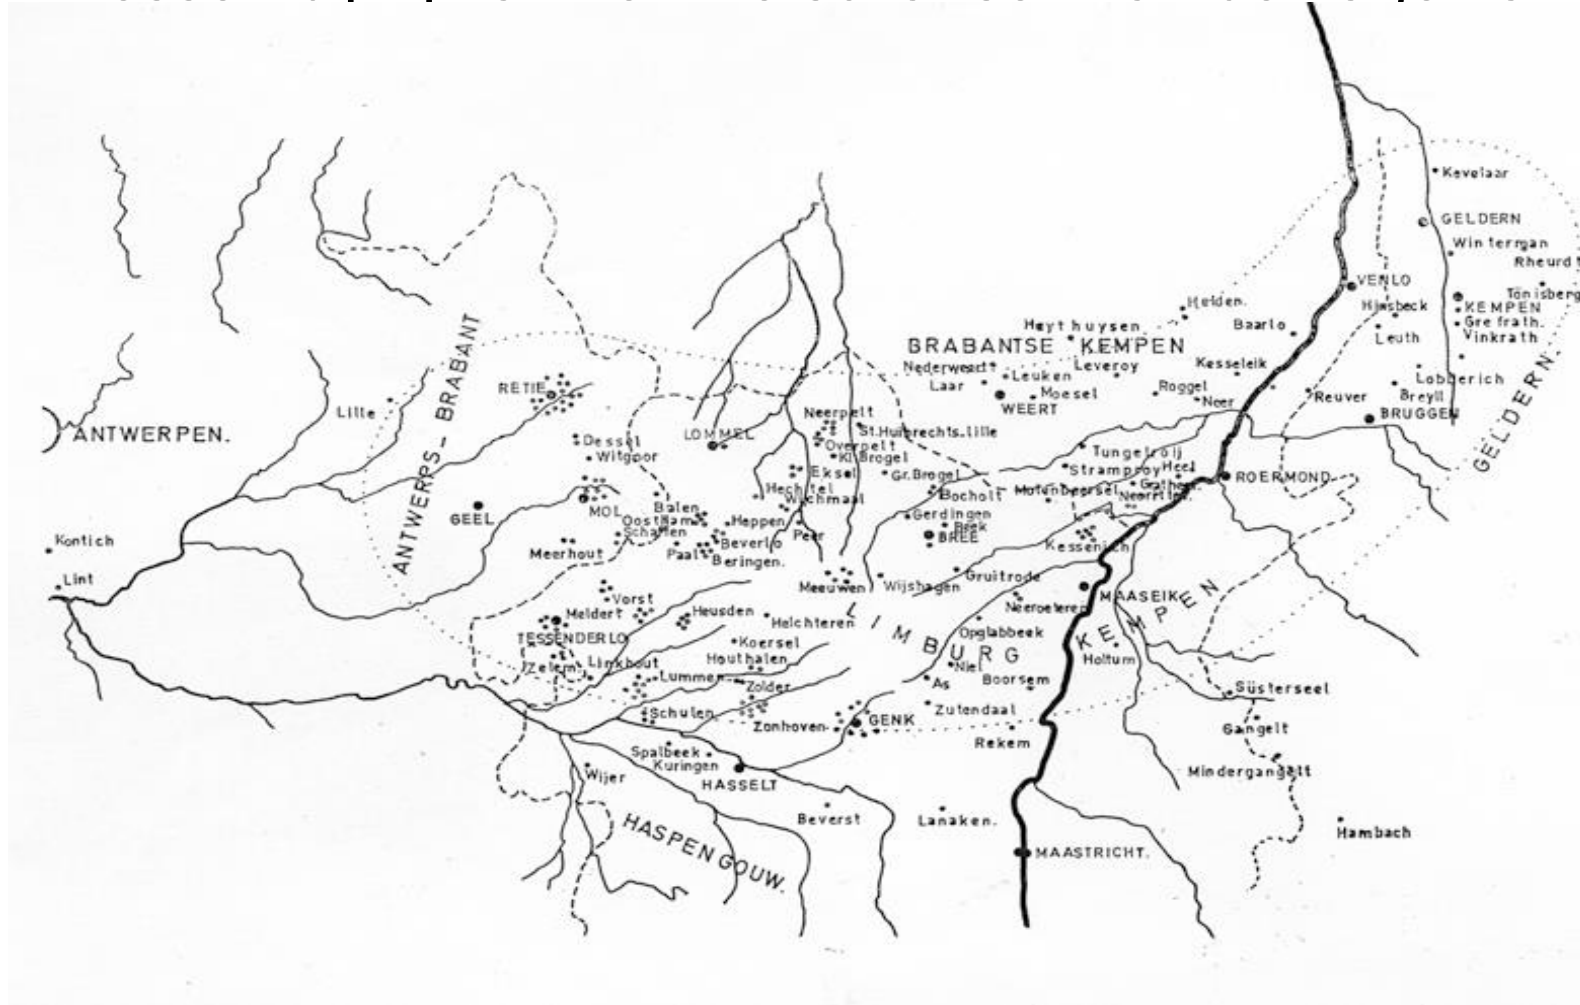 Kevelaar
GELDERN
Winterngan
Rheurdt
VENLO
Tönisberg
Hinsbeck
KEMPEN
Grefrath.
Vinkrath
Leuth
Helden.
Heythuysen
Baarlo
BRABANTSE KEMPEN
ANTWERPS-BRABANT
Nederweert
Leveroy
Kesseleik
Laar
Leuken
Lobberich
RETIE
WEERT
Moesel
Roggel
Neer
Reuver
Breyll
BRUGGEN
GELDERN.
Lille
Neerpelt
ANTWERPEN.
LOMMEL
St.Huibrechts.lille
Dessel
Overpelt
Witgoor
Kl.Brogel
Tungelroij
Eksel
Gr.Brogel
Stramproy
Heel
ROERMOND.
Hechtel
Wichmaal
Bocholt
Molenbeersel
GEEL
MOL
Balen
Oostham
Heppen
Gerdingen
Beek
BREE
Kontich
Schaffen
Peer
Meerhout
Paal
Beverlo
Beringen.
Kessenich
Lint
Meeuwen
Wijshagen
Gruitrode
Vorst
MAASEIK
Neeroeteren
Meldert
Heusden
Helchteren
LIMBURG
KEMPEN
TESSENDERLO
Koersel
Opglabbeek
Zelem
Linkhout
Houthalen
Niel
Holtum
Lummen
Zolder
As
Boorsem
Süsterseel
Schulen
Zonhoven
GENK
Zutendaal
Gangelt
Rekem
Spalbeek
Kuringen
Wijer
HASSELT
Mindergangelt
HASPENGOUW.
Beverst
Lanaken.
Hambach
MAASTRICHT.